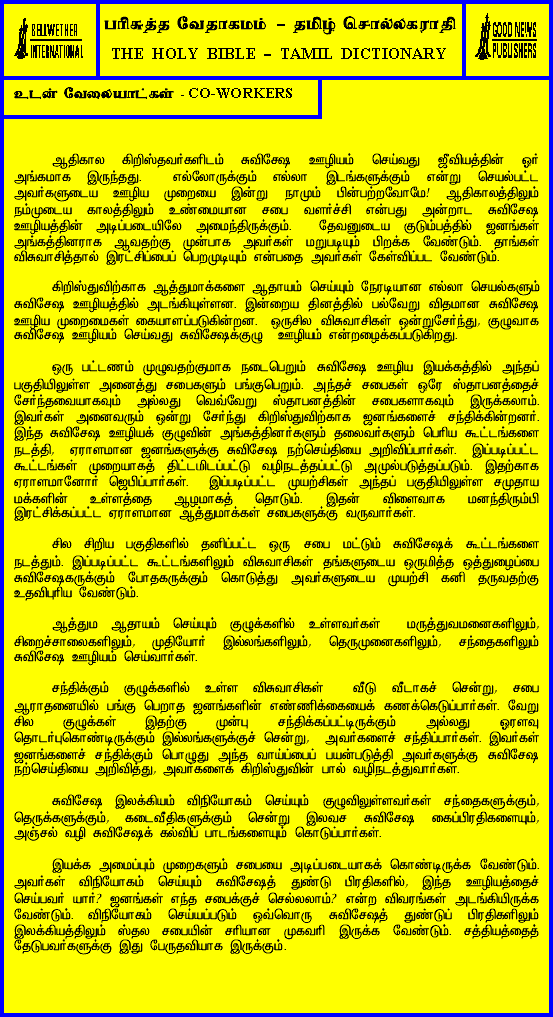 BELLWETHER
INTERNATIONAL
பரிசுத்த வேதாகமம் – தமிழ் சொல்லகராதி
THE HOLY BIBLE – TAMIL DICTIONARY
GOOD NEWS
PUBLISHERS
உடன் வேலையாட்கள் - CO-WORKERS
ஆதிகால கிறிஸ்தவர்களிடம் சுவிசேஷ ஊழியம் செய்வது ஜீவியத்தின் ஓர்
அங்கமாக இருந்தது. எல்லோருக்கும் எல்லா இடங்களுக்கும் என்று செயல்பட்ட
அவர்களுடைய ஊழிய முறையை இன்று நாமும் பின்பற்றவோமே! ஆதிகாலத்திலும்
நம்முடைய காலத்திலும் உண்மையான சபை வளர்ச்சி என்பது அன்றாட சுவிசேஷ
ஊழியத்தின் அடிப்படையிலே அமைந்திருக்கும். தேவனுடைய குடும்பத்தில் ஜனங்கள்
அங்கத்தினராக ஆவதற்கு முன்பாக அவர்கள் மறுபடியும் பிறக்க வேண்டும். தாங்கள்
விசுவாசித்தால் இரட்சிப்பைப் பெறமுடியும் என்பதை அவர்கள் கேள்விப்பட வேண்டும்.
கிறிஸ்துவிற்காக ஆத்துமாக்களை ஆதாயம் செய்யும் நேரடியான எல்லா செயல்களும்
சுவிசேஷ ஊழியத்தில் அடங்கியுள்ளன. இன்றைய தினத்தில் பல்வேறு விதமான சுவிசேஷ
ஊழிய முறைமைகள் கையாளப்படுகின்றன. ஒருசில விசுவாசிகள் ஒன்றுசேர்ந்து, குழுவாக
சுவிசேஷ ஊழியம் செய்வது சுவிசேஷக்குழு ஊழியம் என்றழைக்கப்படுகிறது.
ஒரு பட்டணம் முழுவதற்குமாக நடைபெறும் சுவிசேஷ ஊழிய இயக்கத்தில் அந்தப்
பகுதியிலுள்ள அனைத்து சபைகளும் பங்குபெறும். அந்தச் சபைகள் ஒரே ஸ்தாபனத்தைச்
சேர்ந்தவையாகவும் அல்லது வெவ்வேறு ஸ்தாபனத்தின் சபைகளாகவும் இருக்கலாம்.
இவர்கள் அனைவரும் ஒன்று சேர்ந்து கிறிஸ்துவிற்காக ஜனங்களைச் சந்திக்கின்றனர்.
இந்த சுவிசேஷ ஊழியக் குழுவின் அங்கத்தினர்களும் தலைவர்களும் பெரிய கூட்டங்களை
நடத்தி, ஏராளமான ஜனங்களுக்கு சுவிசேஷ நற்செய்தியை அறிவிப்பார்கள். இப்படிப்பட்ட
கூட்டங்கள் முறையாகத் திட்டமிடப்பட்டு வழிநடத்தப்பட்டு அமுல்படுத்தப்படும். இதற்காக
ஏராளமானோர் ஜெபிப்பார்கள். இப்படிப்பட்ட முயற்சிகள் அந்தப் பகுதியிலுள்ள சமுதாய
மக்களின் உள்ளத்தை ஆழமாகத் தொடும். இதன் விளைவாக மனந்திரும்பி
இரட்சிக்கப்பட்ட ஏராளமான ஆத்துமாக்கள் சபைகளுக்கு வருவார்கள்.
சில சிறிய பகுதிகளில் தனிப்பட்ட ஒரு சபை மட்டும் சுவிசேஷக் கூட்டங்களை
நடத்தும். இப்படிப்பட்ட கூட்டங்களிலும் விசுவாசிகள் தங்களுடைய ஒருமித்த ஒத்துழைப்பை
சுவிசேஷகருக்கும் போதகருக்கும் கொடுத்து அவர்களுடைய முயற்சி கனி தருவதற்கு
உதவிபுரிய வேண்டும்.
ஆத்தும ஆதாயம் செய்யும் குழுக்களில் உள்ளவர்கள் மருத்துவமனைகளிலும்,
சிறைச்சாலைகளிலும், முதியோர் இல்லங்களிலும், தெருமுனைகளிலும், சந்தைகளிலும்
சுவிசேஷ ஊழியம் செய்வார்கள்.
சந்திக்கும் குழுக்களில் உள்ள விசுவாசிகள் வீடு வீடாகச் சென்று, சபை
ஆராதனையில் பங்கு பெறாத ஜனங்களின் எண்ணிக்கையைக் கணக்கெடுப்பார்கள். வேறு
சில குழுக்கள் இதற்கு முன்பு சந்திக்கப்பட்டிருக்கும் அல்லது ஓரளவு
தொடர்புகொண்டிருக்கும் இல்லங்களுக்குச் சென்று, அவர்களைச் சந்திப்பார்கள். இவர்கள்
ஜனங்களைச் சந்திக்கும் பொழுது அந்த வாய்ப்பைப் பயன்படுத்தி அவர்களுக்கு சுவிசேஷ
நற்செய்தியை அறிவித்து, அவர்களைக் கிறிஸ்துவின் பால் வழிநடத்துவார்கள்.
சுவிசேஷ இலக்கியம் விநியோகம் செய்யும் குழுவிலுள்ளவர்கள் சந்தைகளுக்கும்,
தெருக்களுக்கும், கடைவீதிகளுக்கும் சென்று இலவச சுவிசேஷ கைப்பிரதிகளையும்,
அஞ்சல் வழி சுவிசேஷக் கல்விப் பாடங்களையும் கொடுப்பார்கள்.
இயக்க அமைப்பும் முறைகளும் சபையை அடிப்படையாகக் கொண்டிருக்க வேண்டும்.
அவர்கள் விநியோகம் செய்யும் சுவிசேஷத் துண்டு பிரதிகளில், இந்த ஊழியத்தைச்
செய்பவர் யார்? ஜனங்கள் எந்த சபைக்குச் செல்லலாம்? என்ற விவரங்கள் அடங்கியிருக்க
வேண்டும். விநியோகம் செய்யப்படும் ஒவ்வொரு சுவிசேஷத் துண்டுப் பிரதிகளிலும்
இலக்கியத்திலும் ஸ்தல சபையின் சரியான முகவரி இருக்க வேண்டும். சத்தியத்தைத்
தேடுபவர்களுக்கு இது பேருதவியாக இருக்கும்.